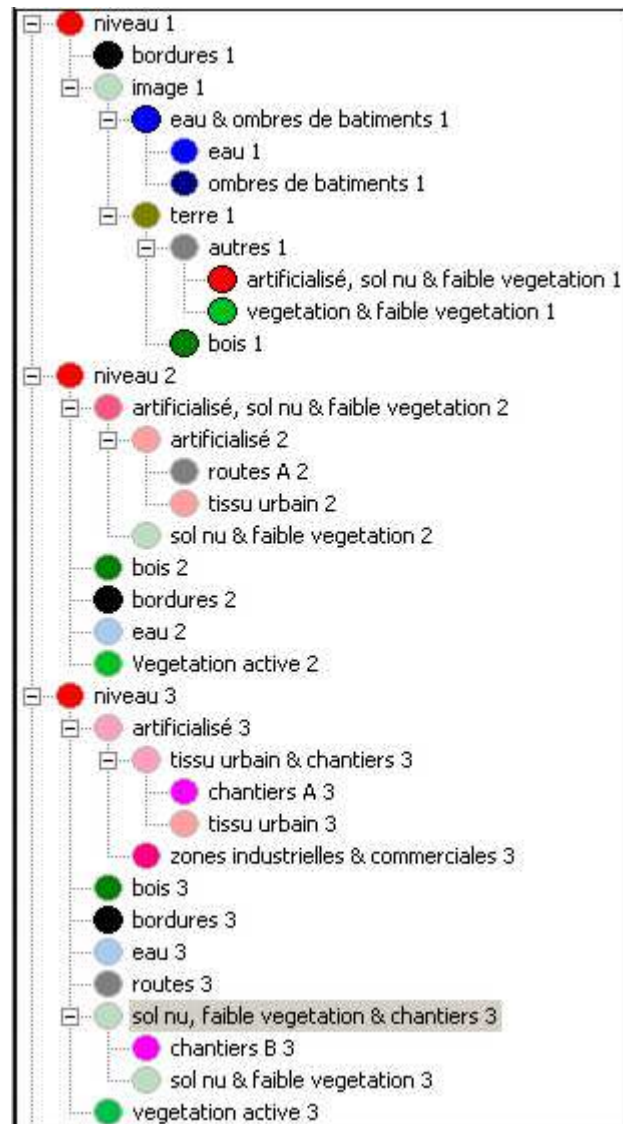 niveau 1
bordures 1
image 1
eau & ombres de batiments 1
eau 1
ombres de batiments 1
terre 1
autres 1
artificialisé, sol nu & faible vegetation 1
vegetation & faible vegetation 1
bois 1
niveau 2
artificialisé, sol nu & faible vegetation 2
artificialisé 2
routes A 2
tissu urbain 2
sol nu & faible vegetation 2
bois 2
bordures 2
eau 2
Vegetation active 2
niveau 3
artificialisé 3
tissu urbain & chantiers 3
chantiers A 3
tissu urbain 3
zones industrielles & commerciales 3
bois 3
bordures 3
eau 3
routes 3
sol nu, faible vegetation & chantiers 3
chantiers B 3
sol nu & faible vegetation 3
vegetation active 3